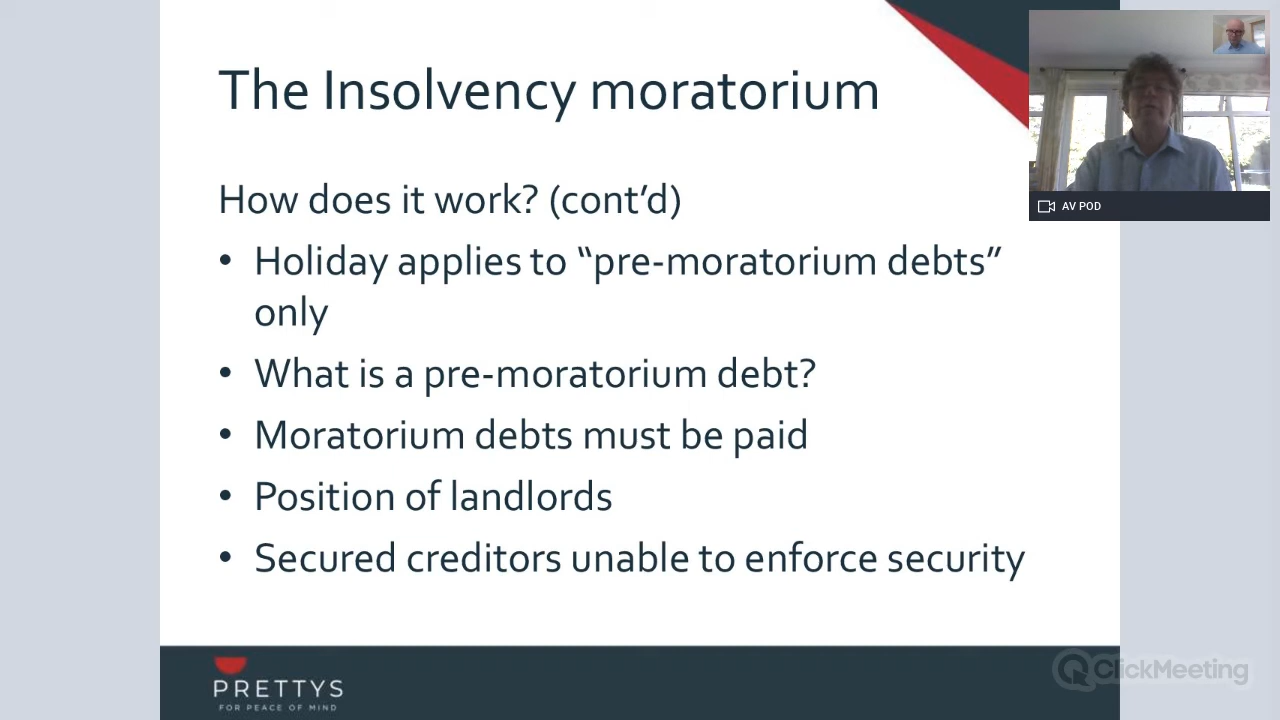 The Insolvency moratorium
How does it work? (cont’d)
• Holiday applies to “pre-moratorium debts”
only
• What is a pre-moratorium debt?
• Moratorium debts must be paid
• Position of landlords
• Secured creditors unable to enforce security
AV POD
PRETTYS
FOR PEACE OF MIND
ClickMeeting